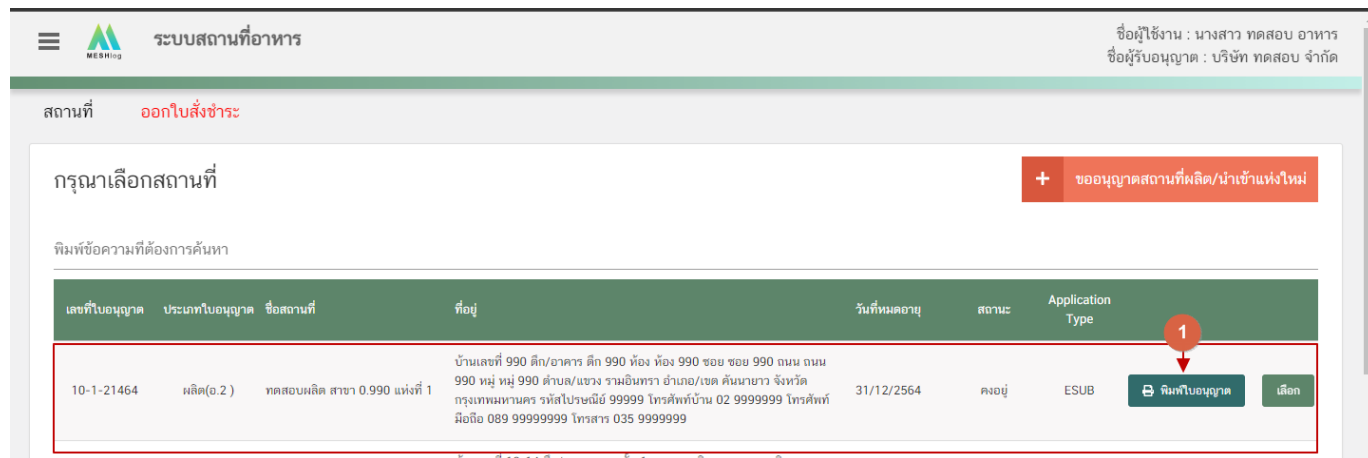 MESHlog
ระบบสถานที่อาหาร
ชื่อผู้ใช้งาน : นางสาว ทดสอบ อาหาร
ชื่อผู้รับอนุญาต : บริษัท ทดสอบ จำกัด
สถานที่ ออกใบสั่งชำระ
กรุณาเลือกสถานที่
+ ขออนุญาตสถานที่ผลิต/นำเข้าแห่งใหม่
พิมพ์ข้อความที่ต้องการค้นหา
เลขที่ใบอนุญาต ประเภทใบอนุญาต ชื่อสถานที่ ที่อยู่ วันที่หมดอายุ สถานะ Application
Type
1
บ้านเลขที่ 990 ตึก/อาคาร ตึก 990 ห้อง ห้อง 990 ซอย ซอย 990 ถนน ถนน
990 หมู่ หมู่ 990 ตำบล/แขวง รามอินทรา อำเภอ/เขต คันนายาว จังหวัด
10-1-21464 ผลิต(อ.2 ) ทดสอบผลิต สาขา 0.990 แห่งที่ 1 กรุงเทพมหานคร รหัสไปรษณีย์ 99999 โทรศัพท์บ้าน 02 9999999 โทรศัพท์ 31/12/2564 คงอยู่ ESUB พิมพ์ใบอนุญาต เลือก
มือถือ 089 99999999 โทรสาร 035 9999999